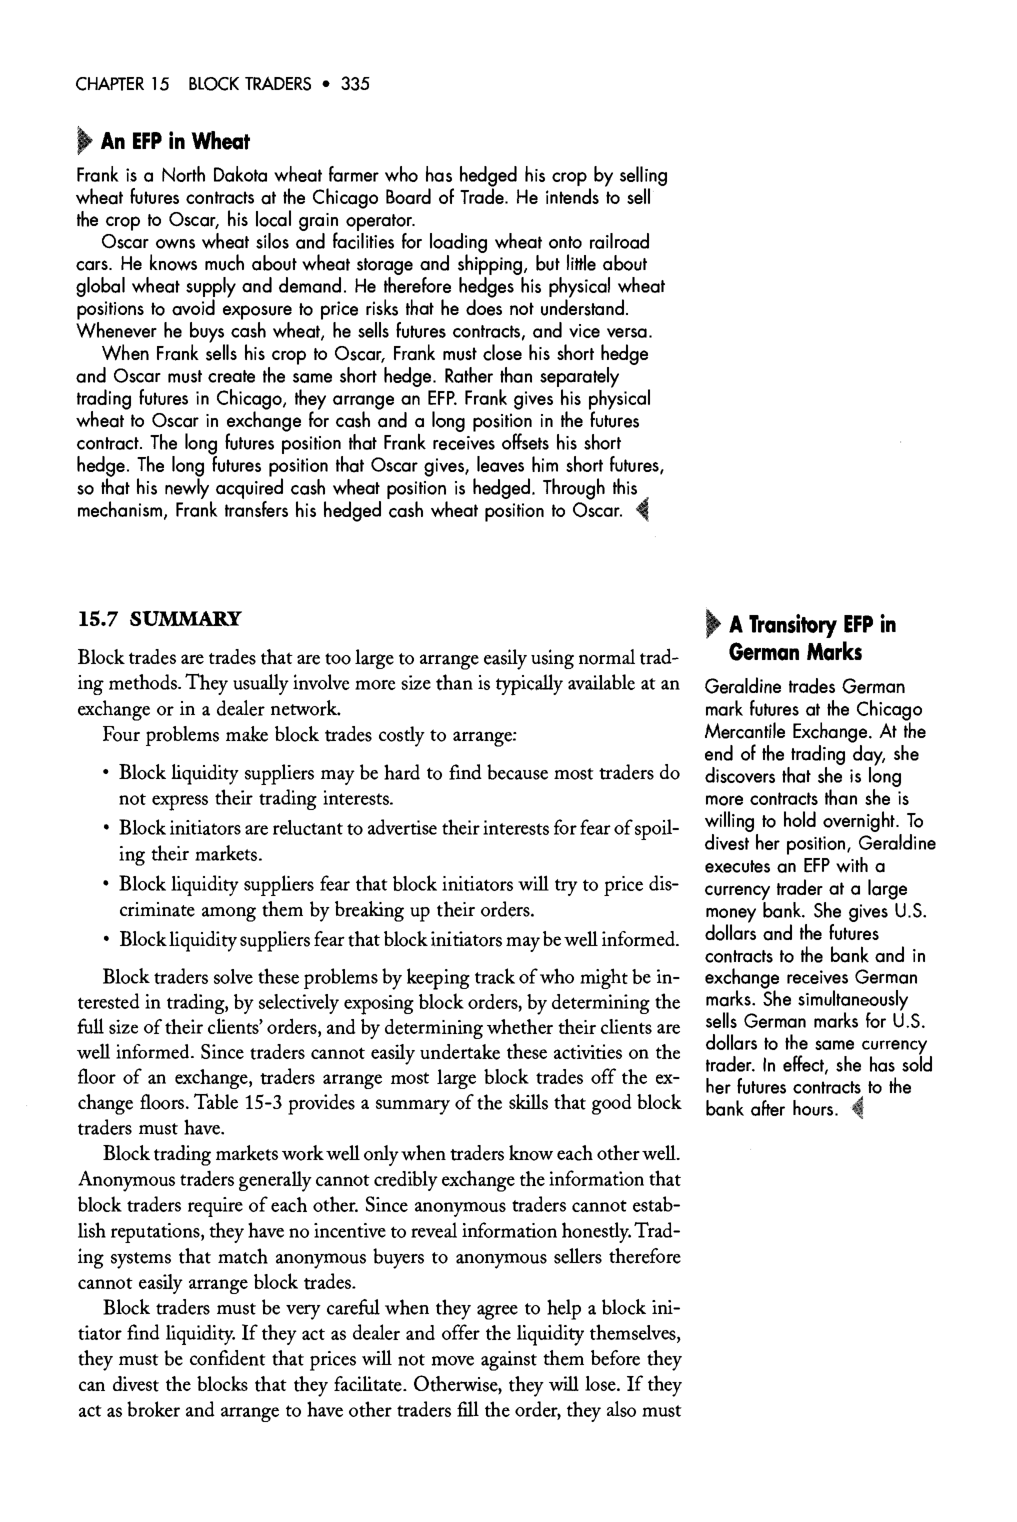 CHAPTER 15 BLOCK TRADERS • 335
An EFP in Wheat
Frank is a North Dakota wheat farmer who has hedged his crop by selling
wheat futures contracts at the Chicago Board of Trade. He intends to sell
the crop to Oscar, his local grain operator.
Oscar owns wheat silos and facilities for loading wheat onto railroad
cars. He knows much about wheat storage and shipping, but little about
global wheat supply and demand. He therefore hedges his physical wheat
positions to avoid exposure to price risks that he does not understand.
Whenever he buys cash wheat, he sells futures contracts, and vice versa.
When Frank sells his crop to Oscar, Frank must close his short hedge
and Oscar must create the same short hedge. Rather than separately
trading futures in Chicago, they arrange an EFP. Frank gives his physical
wheat to Oscar in exchange for cash and a long position in the futures
contract. The long futures position that Frank receives offsets his short
hedge. The long futures position that Oscar gives, leaves him short futures,
so that his newly acquired cash wheat position is hedged. Through this
mechanism, Frank transfers his hedged cash wheat position to Oscar.
15.7 SUMMARY
Block trades are trades that are too large to arrange easily using normal trad-
ing methods. They usually involve more size than is typically available at an
exchange or in a dealer network.
Four problems make block trades costly to arrange:
• Block liquidity suppliers may be hard to find because most traders do
not express their trading interests.
• Block initiators are reluctant to advertise their interests for fear of spoil-
ing their markets.
• Block liquidity suppliers fear that block initiators will try to price dis-
criminate among them by breaking up their orders.
• Block liquidity suppliers fear that block initiators may be well informed.
Block traders solve these problems by keeping track of who might be in-
terested in trading, by selectively exposing block orders, by determining the
full size of their clients' orders, and by determining whether their clients are
well informed. Since traders cannot easily undertake these activities on the
floor of an exchange, traders arrange most large block trades off the ex-
change floors. Table 15-3 provides a summary of the skills that good block
traders must have.
Block trading markets work well only when traders know each other well.
Anonymous traders generally cannot credibly exchange the information that
block traders require of each other. Since anonymous traders cannot estab-
lish reputations, they have no incentive to reveal information honestly. Trad-
ing systems that match anonymous buyers to anonymous sellers therefore
cannot easily arrange block trades.
Block traders must be very careful when they agree to help a block ini-
tiator find liquidity. If they act as dealer and offer the liquidity themselves,
they must be confident that prices will not move against them before they
can divest the blocks that they facilitate. Otherwise, they will lose. If they
act as broker and arrange to have other traders fill the order, they also must
A Transitory EFP in
German Marks
Geraldine trades German
mark futures at the Chicago
Mercantile Exchange. At the
end of the trading day, she
discovers that she is long
more contracts than she is
willing to hold overnight. To
divest her position, Geraldine
executes an EFP with a
currency trader at a large
money bank. She gives U.S.
dollars and the futures
contracts to the bank and in
exchange receives German
marks. She simultaneously
sells German marks for U.S.
dollars to the same currency
trader. In effect, she has sold
her futures contracts to the
bank after hours.